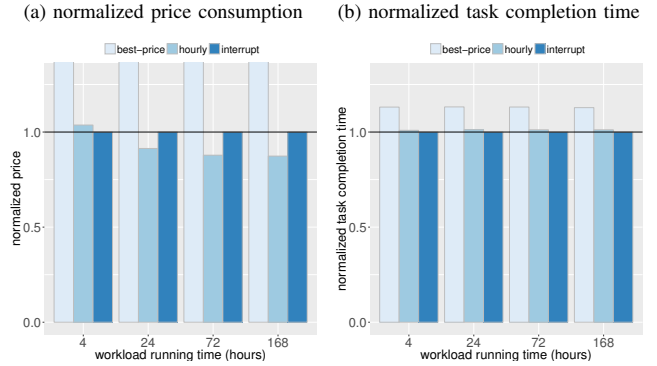 (a) normalized price consumption
best-price hourly interrupt
normalized price
1.0
0.5
0.0
4 24 72 168
workload running time (hours)
(b) normalized task completion time
best-price hourly interrupt
normalized task completion time
1.0
0.5
0.0
4 24 72 168
workload running time (hours)